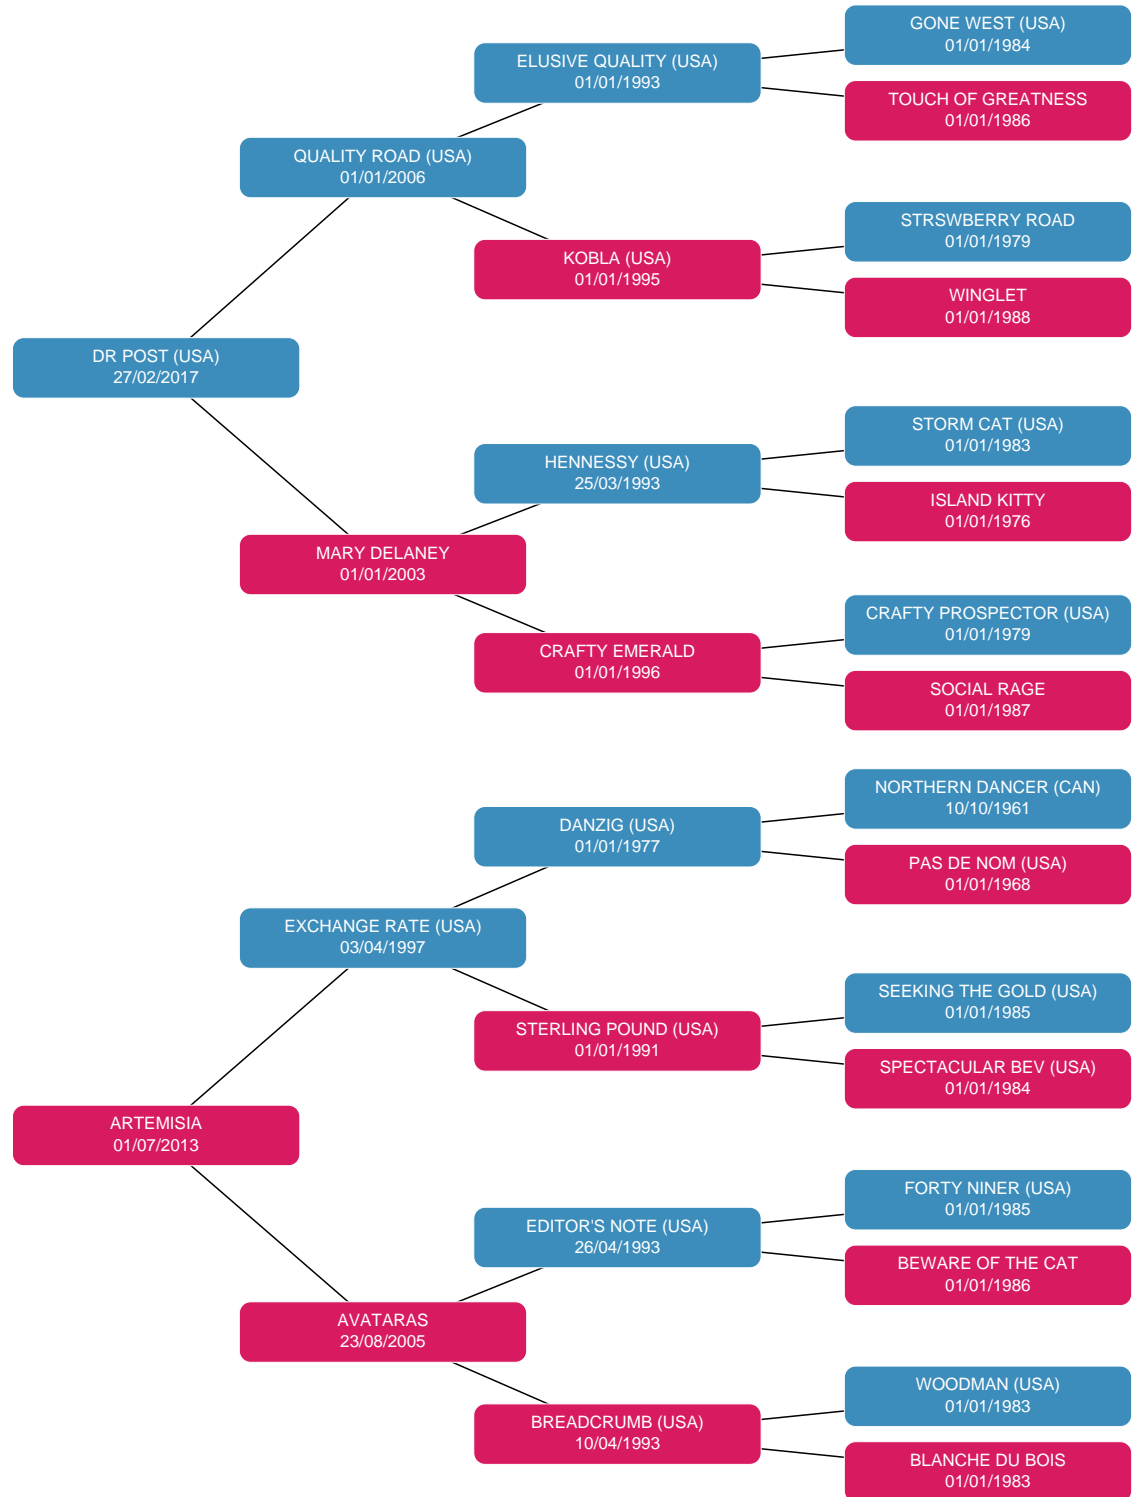 GONE WEST (USA)
01/01/1984
ELUSIVE QUALITY (USA)
01/01/1993
TOUCH OF GREATNESS
01/01/1986
QUALITY ROAD (USA)
01/01/2006
STRSWBERRY ROAD
01/01/1979
KOBLA (USA)
01/01/1995
WINGLET
01/01/1988
DR POST (USA)
27/02/2017
STORM CAT (USA)
01/01/1983
HENNESSY (USA)
25/03/1993
ISLAND KITTY
01/01/1976
MARY DELANEY
01/01/2003
CRAFTY PROSPECTOR (USA)
01/01/1979
CRAFTY EMERALD
01/01/1996
SOCIAL RAGE
01/01/1987
NORTHERN DANCER (CAN)
10/10/1961
DANZIG (USA)
01/01/1977
PAS DE NOM (USA)
01/01/1968
EXCHANGE RATE (USA)
03/04/1997
SEEKING THE GOLD (USA)
01/01/1985
STERLING POUND (USA)
01/01/1991
SPECTACULAR BEV (USA)
01/01/1984
ARTEMISIA
01/07/2013
FORTY NINER (USA)
01/01/1985
EDITOR'S NOTE (USA)
26/04/1993
BEWARE OF THE CAT
01/01/1986
AVATARAS
23/08/2005
WOODMAN (USA)
01/01/1983
BREADCRUMB (USA)
10/04/1993
BLANCHE DU BOIS
01/01/1983